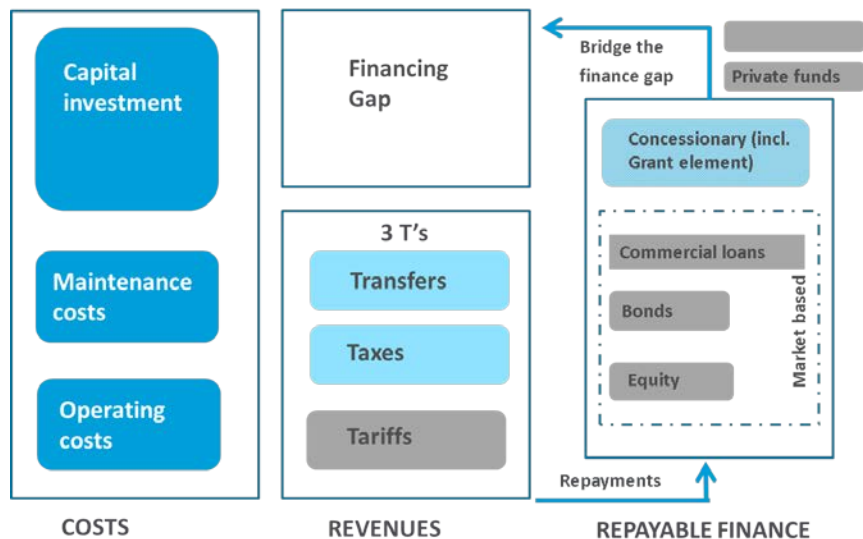 Capital
investment
Maintenance
costs
Operating
costs
COSTS
Financing
Gap
3 T's
Transfers
Taxes
Tariffs
REVENUES
Bridge the
finance gap
Private funds
Concessionary (incl.
Grant element)
Commercial loans
Bonds
Equity
Market based
Repayments
REPAYABLE FINANCE